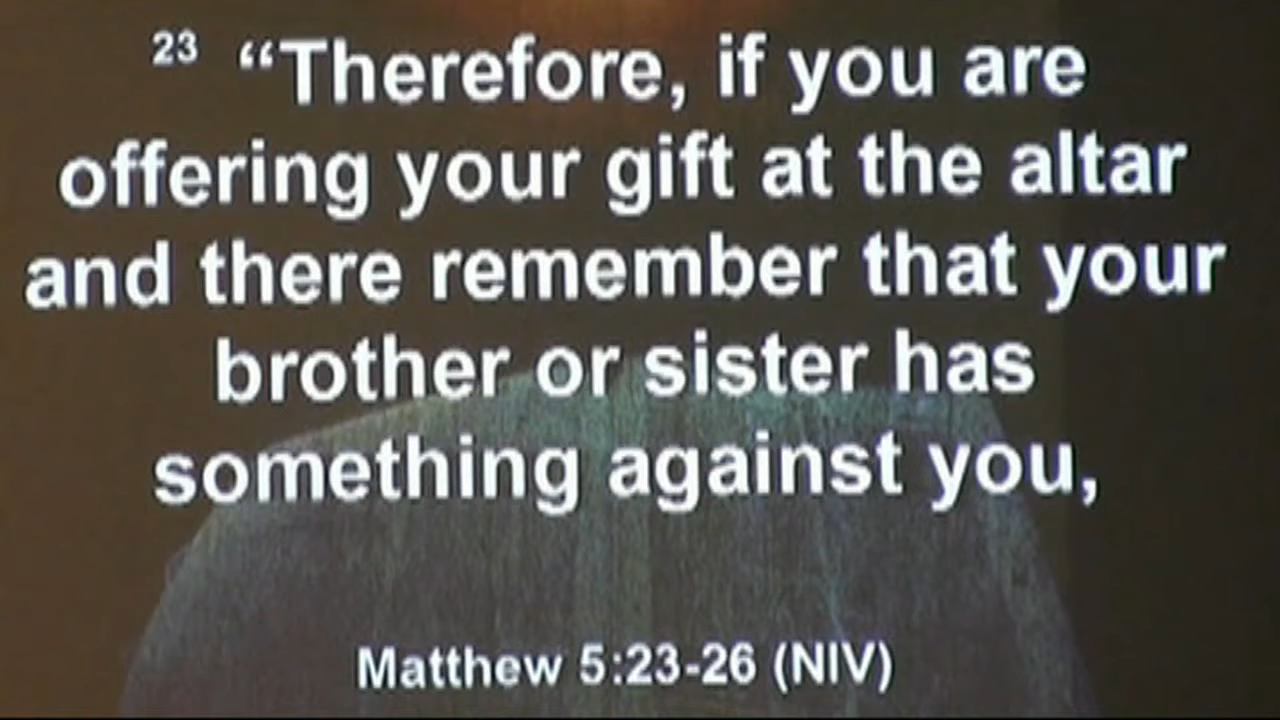 23 “Therefore, if you are
offering your gift at the altar
and there remember that your
brother or sister has
something against you,
Matthew 5:23-26 (NIV)